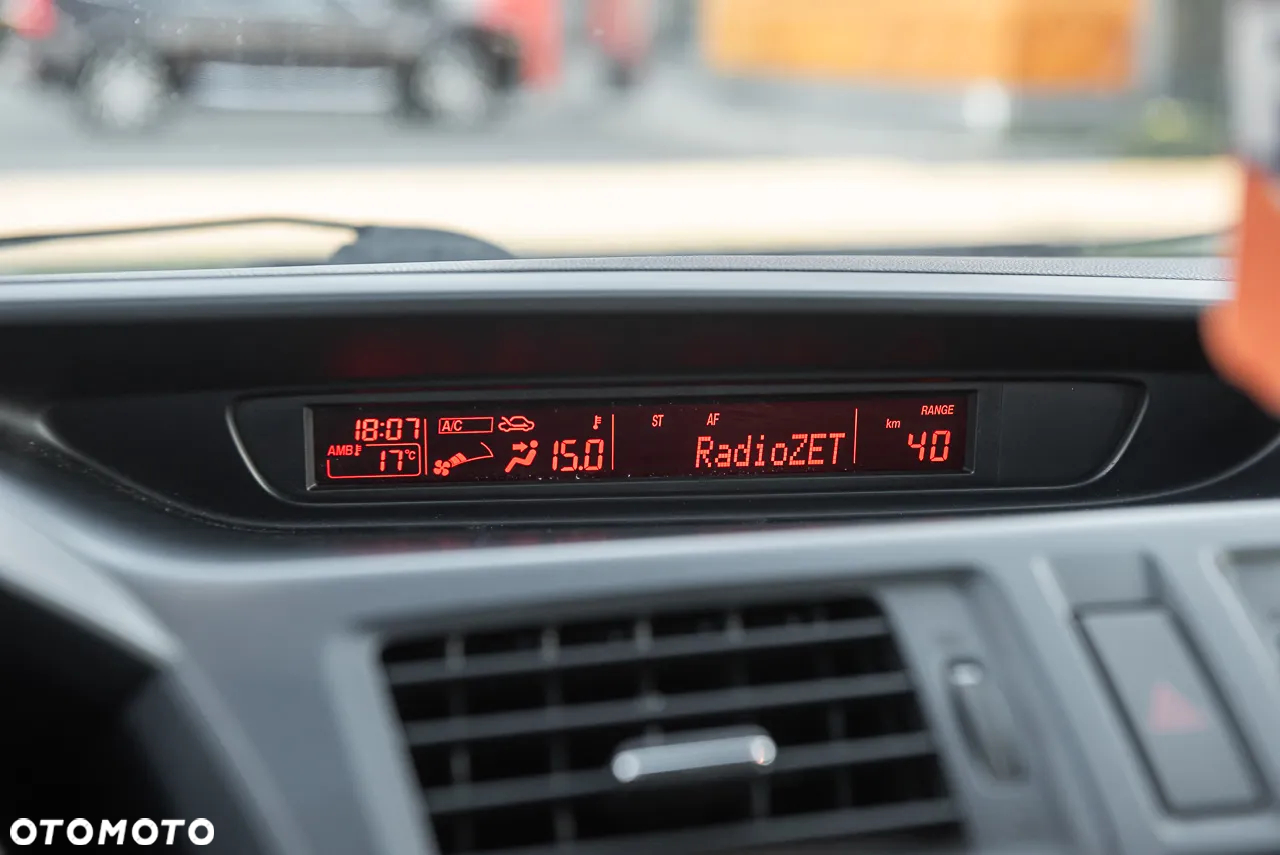 18:07 A/C ST AF RANGE
AMB 17°C 15.0 RadioZET km 40
OTOMOTO